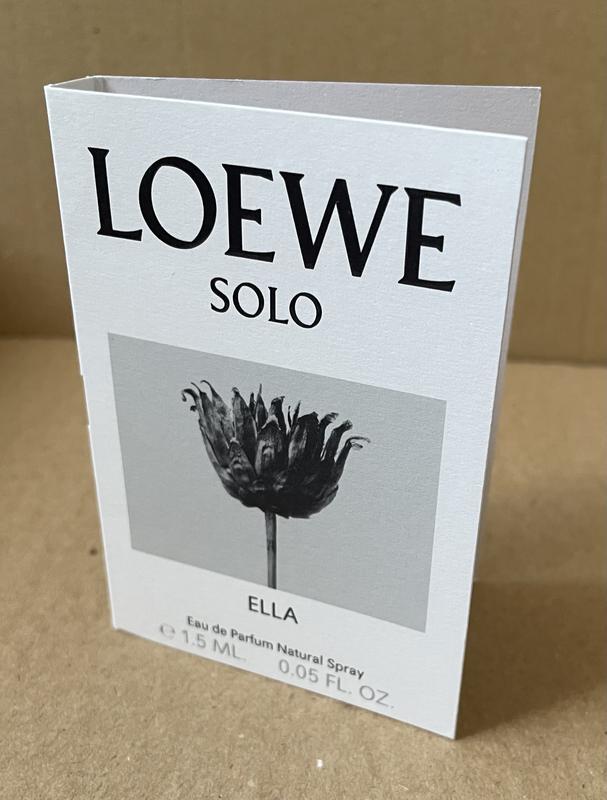 LOEWE
SOLO
ELLA
Eau de Parfum Natural Spray
℮ 1.5 ML. 0.05 FL. OZ.